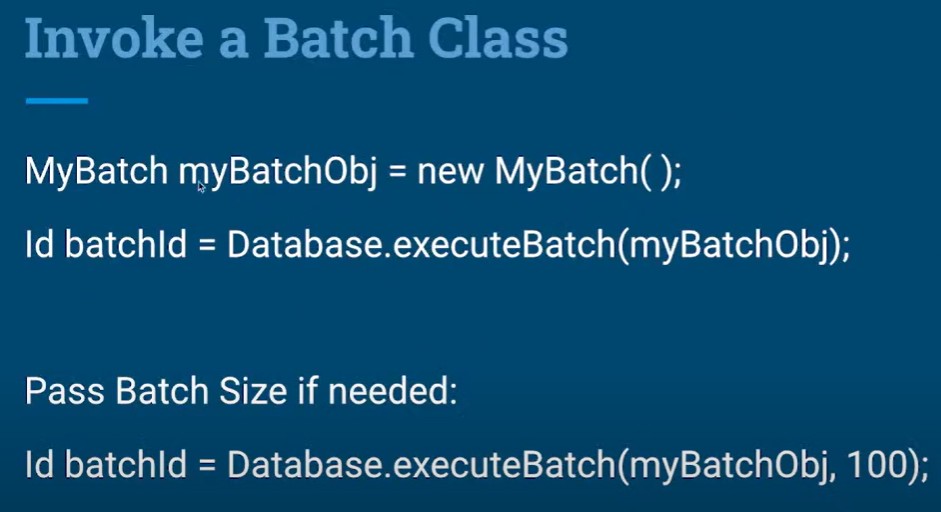 Invoke a Batch Class
MyBatch myBatchObj = new MyBatch( );
Id batchId = Database.executeBatch(myBatchObj);
Pass Batch Size if needed:
Id batchId = Database.executeBatch(myBatchObj, 100);